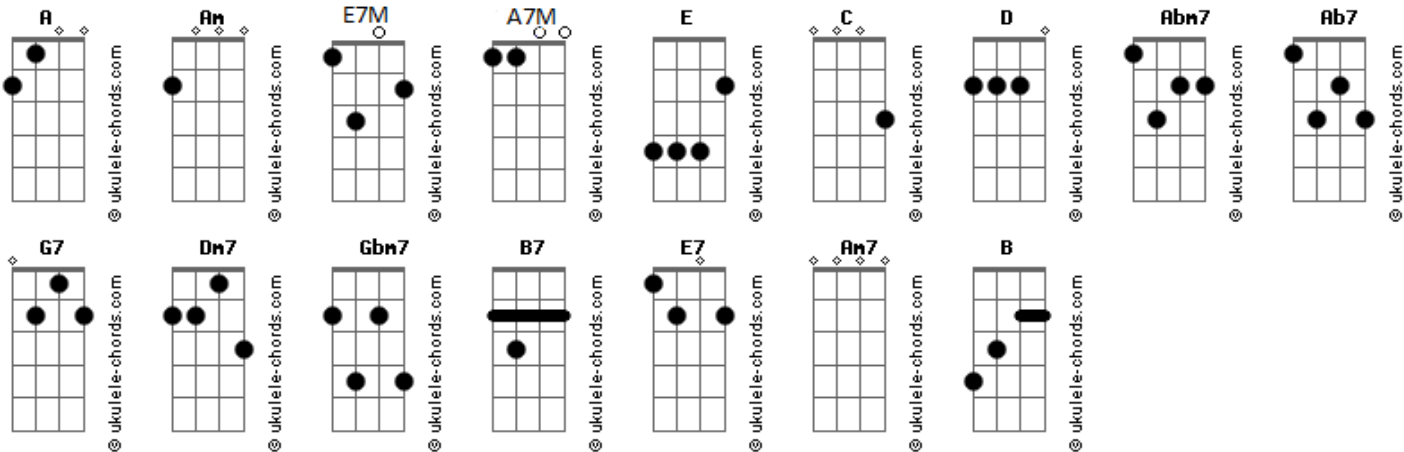 A Am E7M A7M E C D Abm7 Ab7
© ukulele-chords.com © ukulele-chords.com © ukulele-chords.com © ukulele-chords.com © ukulele-chords.com © ukulele-chords.com © ukulele-chords.com © ukulele-chords.com © ukulele-chords.com
G7 Dm7 Gbm7 B7 E7 Am7 B
© ukulele-chords.com © ukulele-chords.com © ukulele-chords.com © ukulele-chords.com © ukulele-chords.com © ukulele-chords.com © ukulele-chords.com